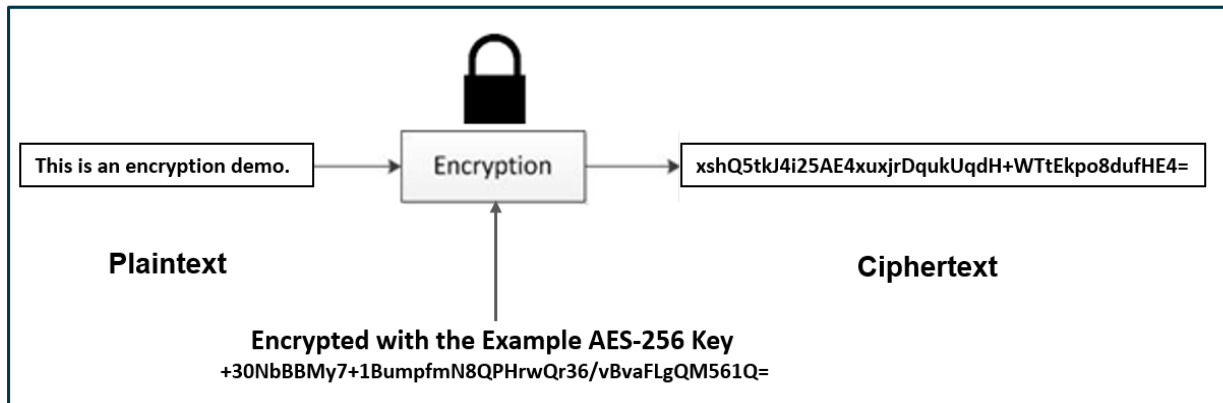 This is an encryption demo.
Encryption
xshQ5tkJ4i25AE4xuxjrDqukUqdH+WTtEkpo8dufHE4=
Plaintext
Ciphertext
Encrypted with the Example AES-256 Key
+30NbBBMy7+1BumpfmN8QPHrwQr36/vBvaFLgQM561Q=